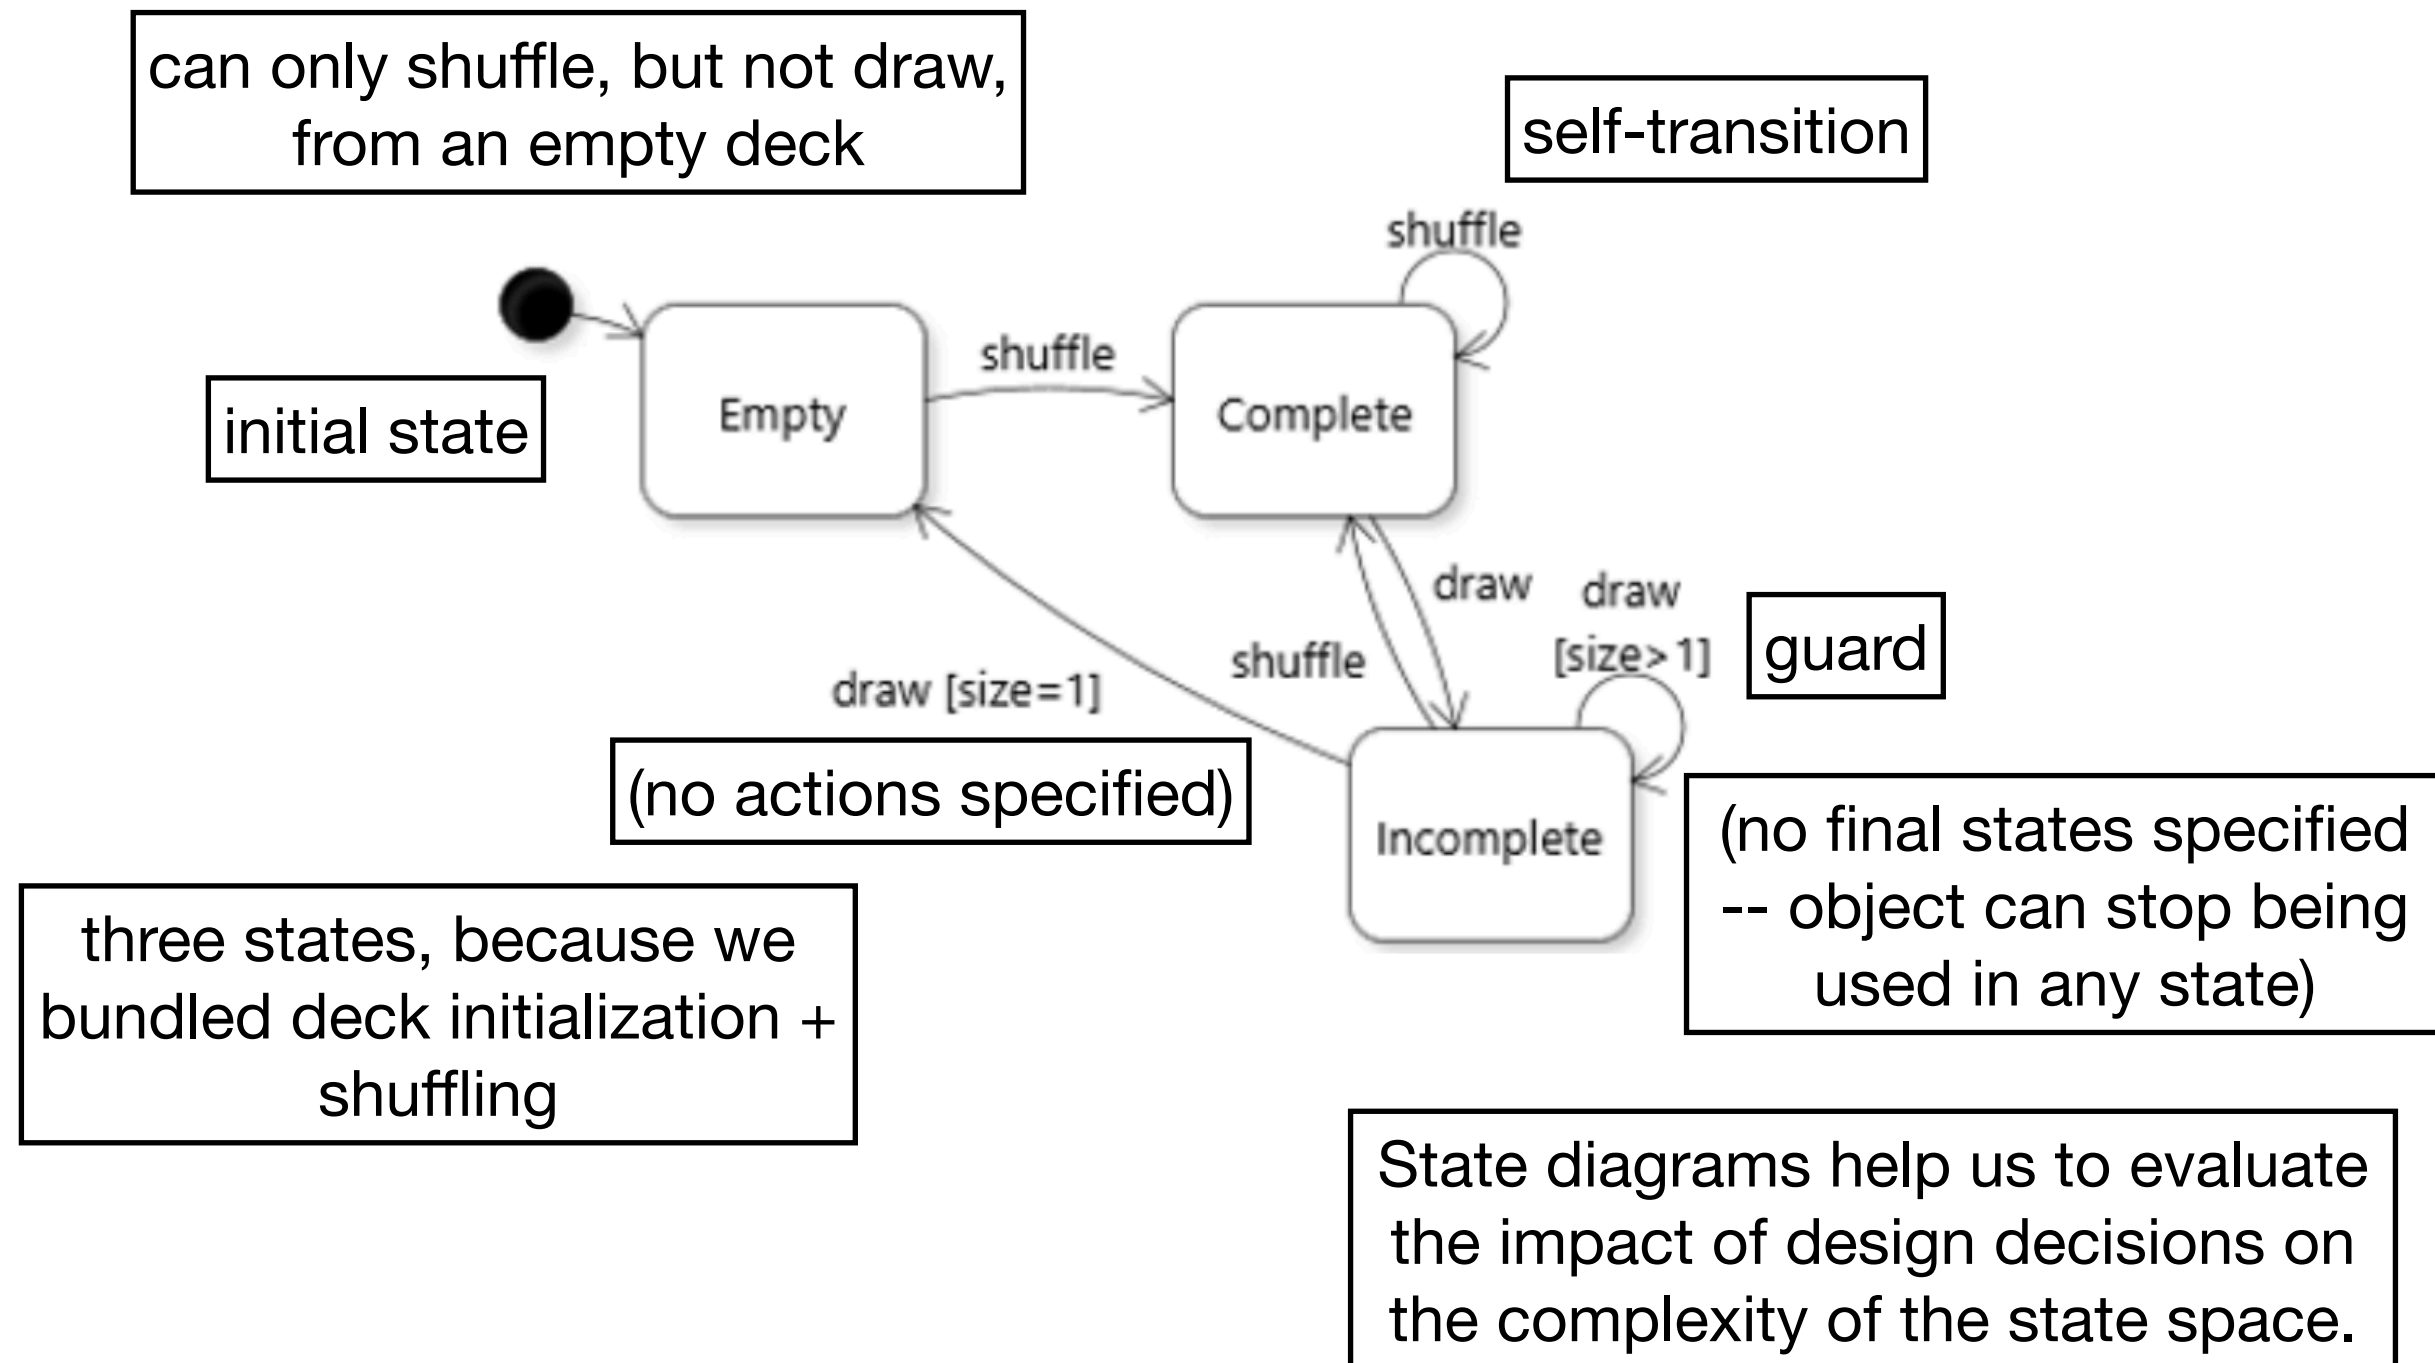 can only shuffle, but not draw,
from an empty deck
self-transition
shuffle
initial state
Empty
shuffle
Complete
draw
draw
[size>1]
guard
shuffle
draw [size=1]
(no actions specified)
Incomplete
(no final states specified
-- object can stop being
used in any state)
three states, because we
bundled deck initialization +
shuffling
State diagrams help us to evaluate
the impact of design decisions on
the complexity of the state space.